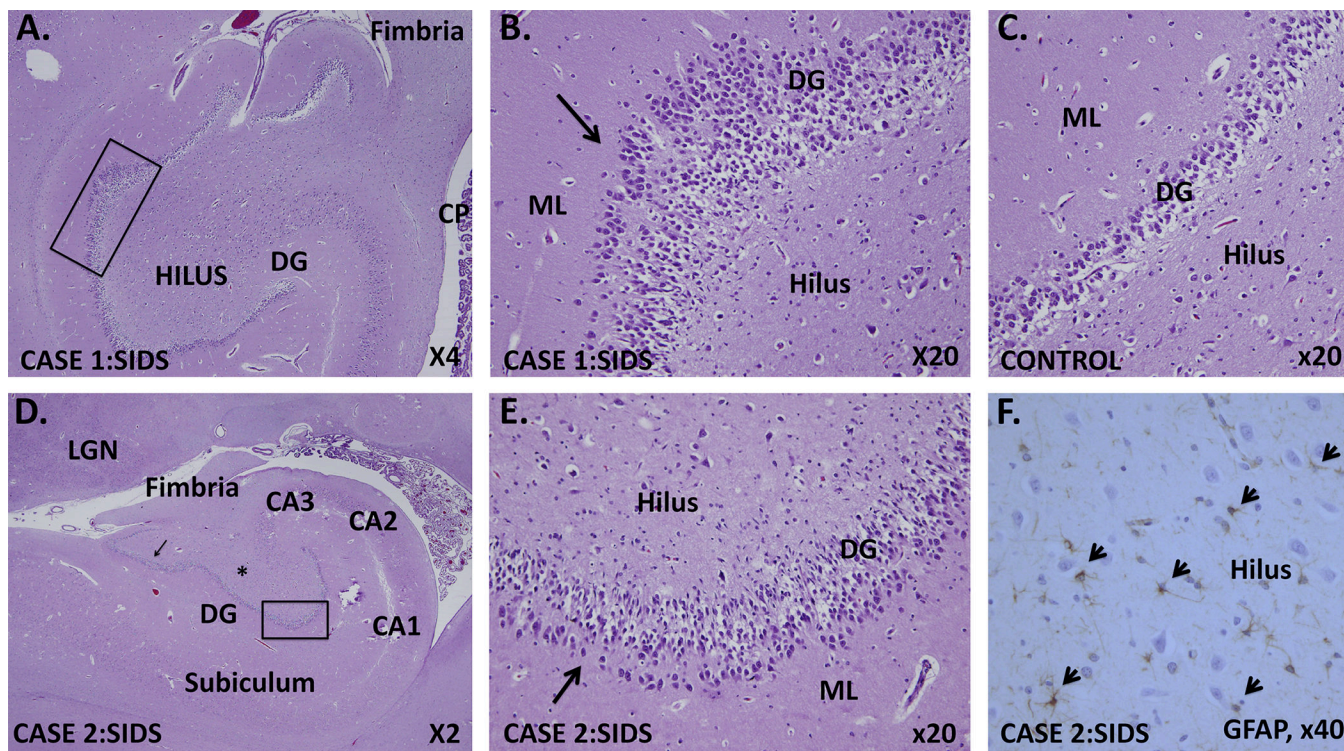 A.
Fimbria
CP
HILUS
DG
CASE 1:SIDS
X4
B.
DG
ML
Hilus
CASE 1:SIDS
X20
C.
ML
DG
Hilus
CONTROL
x20
D.
LGN
Fimbria
CA3
CA2
*
DG
CA1
Subiculum
CASE 2:SIDS
X2
E.
Hilus
DG
ML
CASE 2:SIDS
x20
F.
Hilus
CASE 2:SIDS
GFAP, x40